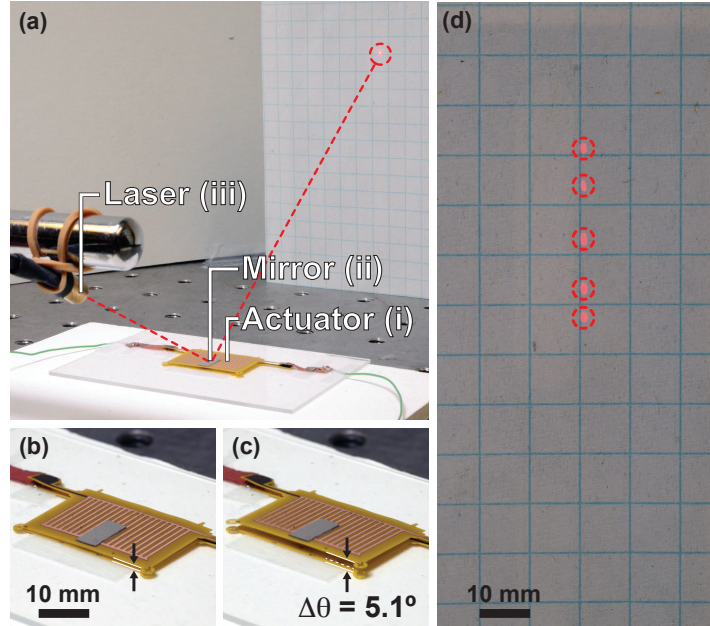 (a)
Laser (iii)
Mirror (ii)
Actuator (i)
(b)
10 mm
(c)
Δθ = 5.1º
(d)
10 mm